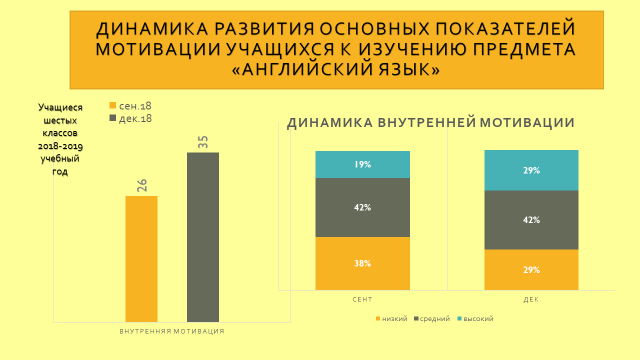 ДИНАМИКА РАЗВИТИЯ ОСНОВНЫХ ПОКАЗАТЕЛЕЙ
МОТИВАЦИИ УЧАЩИХСЯ К ИЗУЧЕНИЮ ПРЕДМЕТА
«АНГЛИЙСКИЙ ЯЗЫК»
Учащиеся
шестых
классов
2018-2019
учебный
год
сен.18
дек.18
26
35
ВНУТРЕННЯЯ МОТИВАЦИЯ
ДИНАМИКА ВНУТРЕННЕЙ МОТИВАЦИИ
19%
42%
38%
29%
42%
29%
СЕНТ
ДЕК
низкий средний высокий